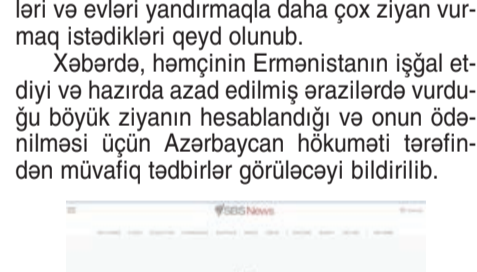 ləri və evləri yandırmaqla daha çox ziyan vur-
maq istədikləri qeyd olunub.
Xəbərdə, həmçinin Ermənistanın işğal et-
diyi və hazırda azad edilmiş ərazilərdə vurdu-
ğu böyük ziyanın hesablandığı və onun ödə-
nilməsi üçün Azərbaycan hökuməti tərəfin-
dən müvafiq tədbirlər görüləcəyi bildirilib.
SBS News